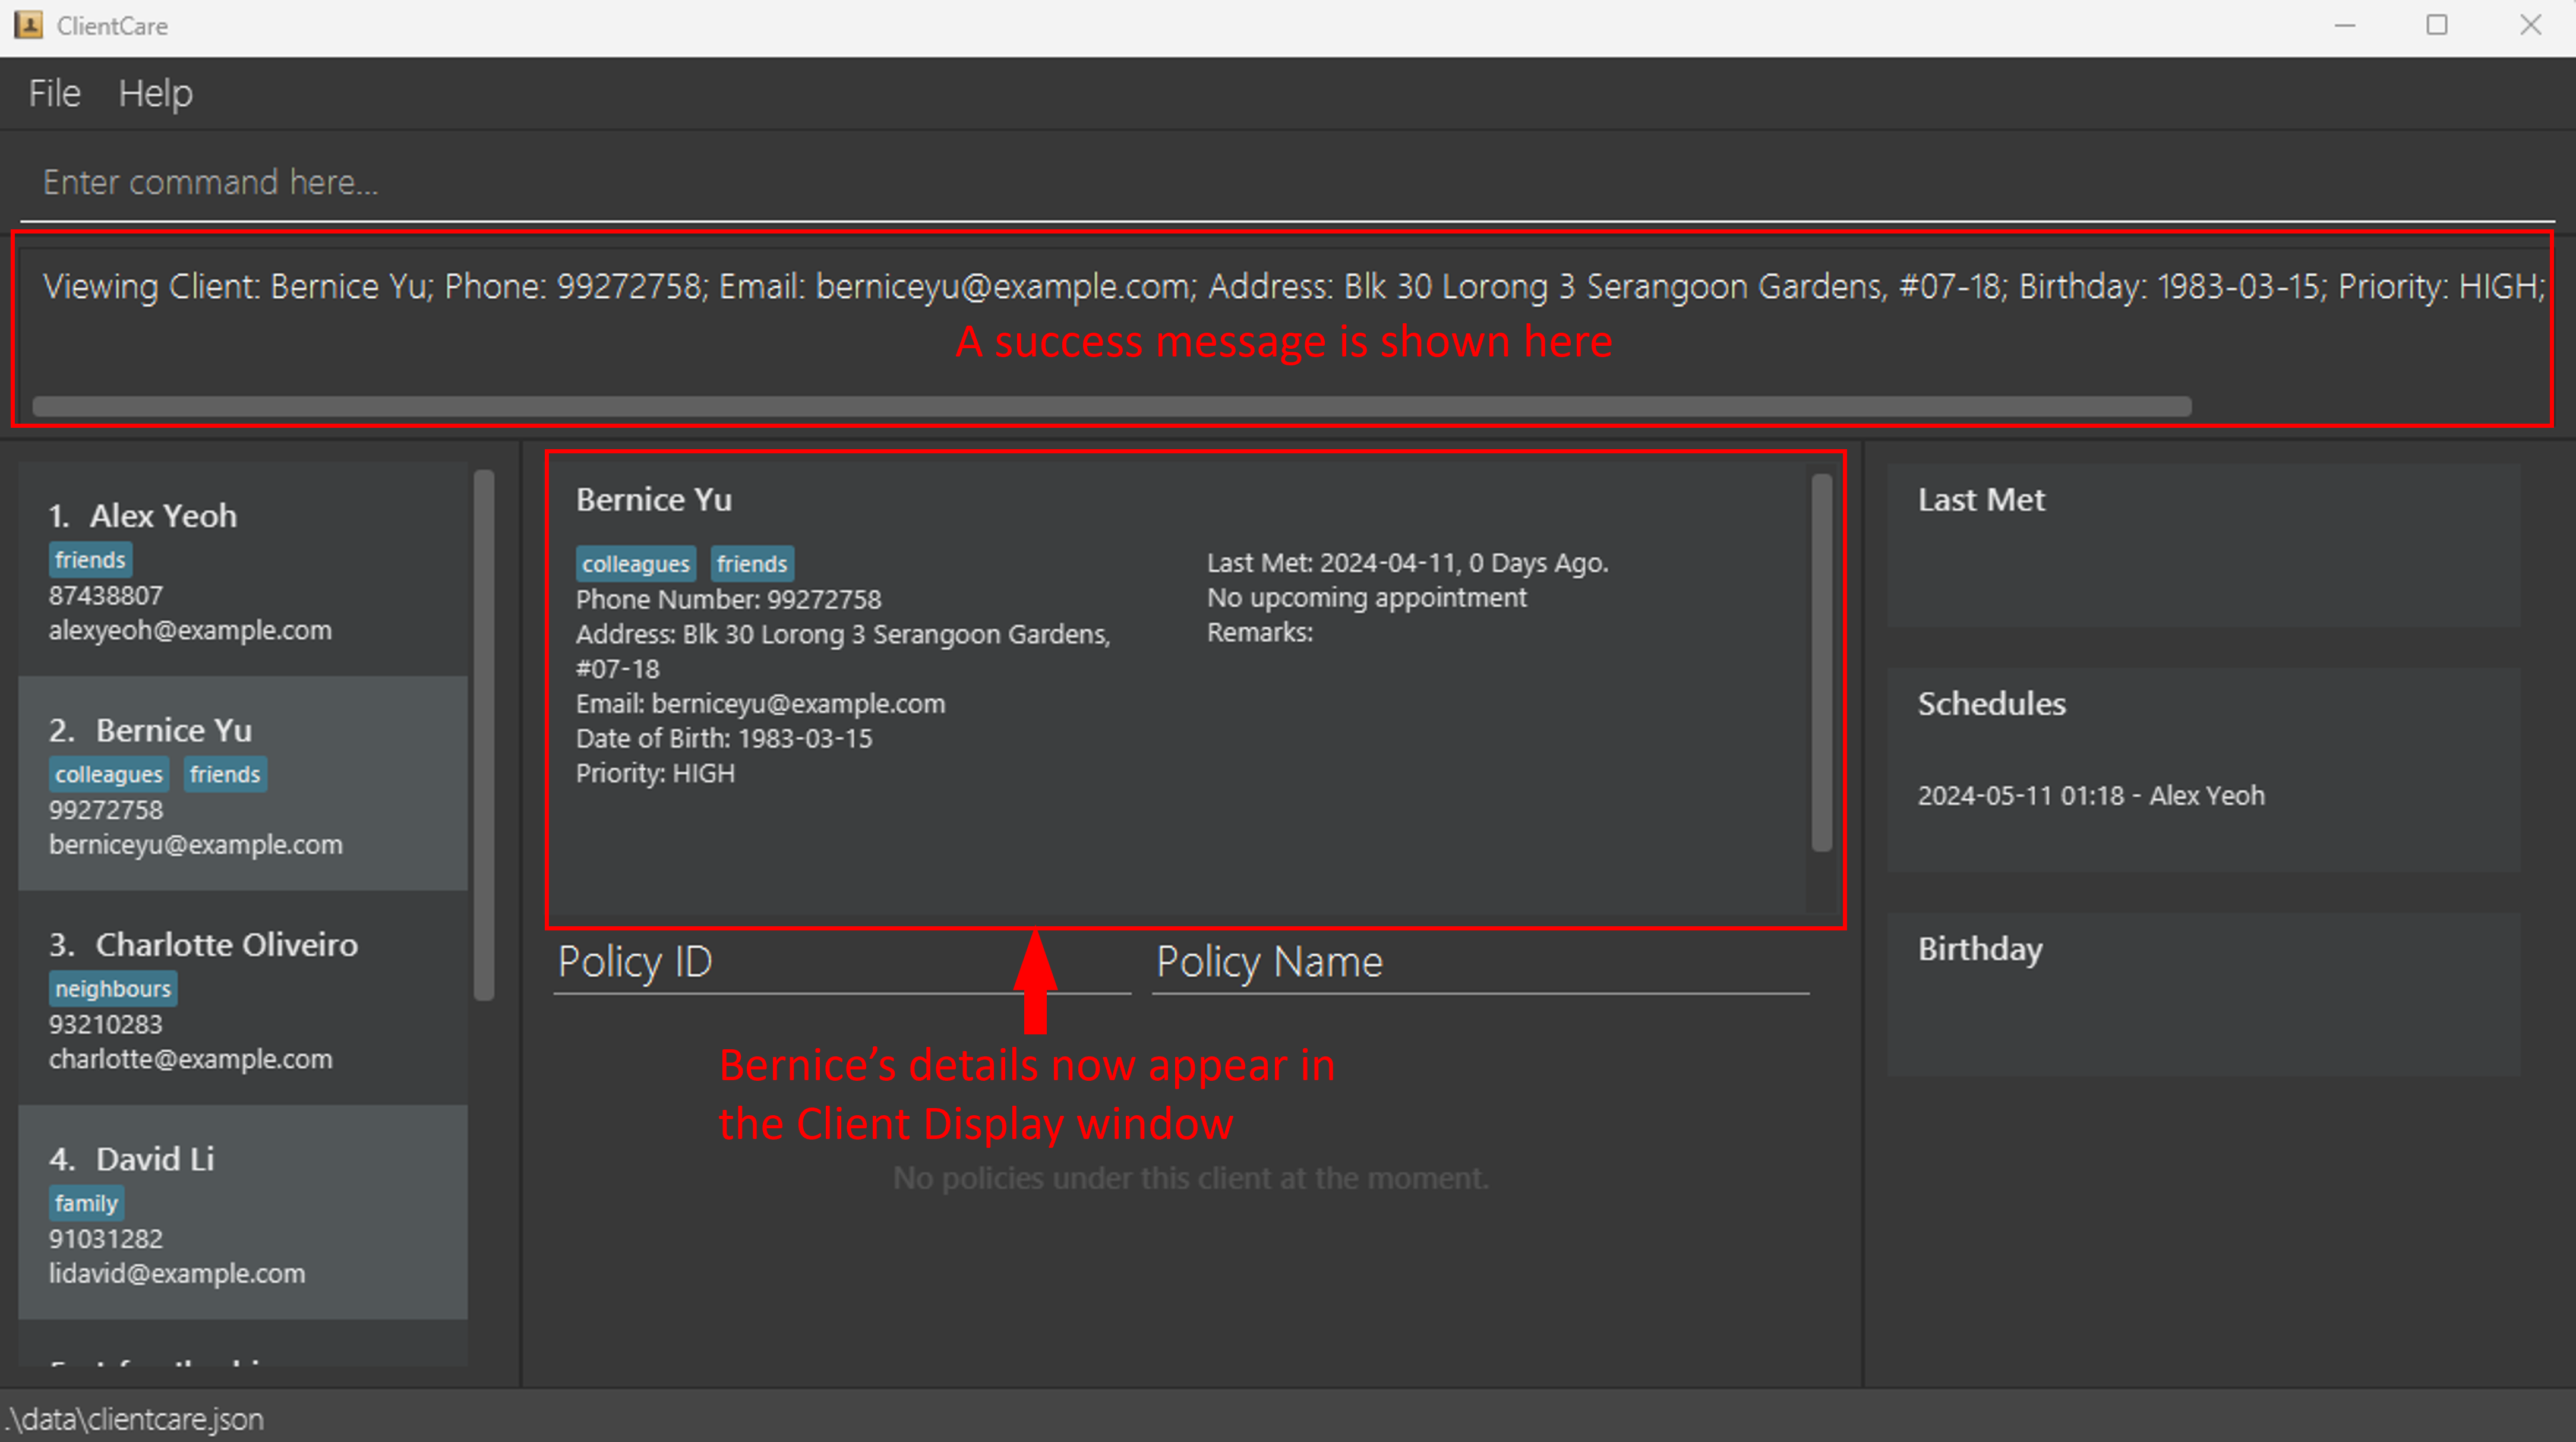 ClientCare
File Help
Enter command here...
Viewing Client: Bernice Yu; Phone: 99272758; Email: berniceyu@example.com; Address: Blk 30 Lorong 3 Serangoon Gardens, #07-18; Birthday: 1983-03-15; Priority: HIGH;
A success message is shown here
1. Alex Yeoh
friends
87438807
alexyeoh@example.com
2. Bernice Yu
colleagues friends
99272758
berniceyu@example.com
3. Charlotte Oliveiro
neighbours
93210283
charlotte@example.com
4. David Li
family
91031282
lidavid@example.com
Bernice Yu
colleagues friends
Phone Number: 99272758
Address: Blk 30 Lorong 3 Serangoon Gardens,
#07-18
Email: berniceyu@example.com
Date of Birth: 1983-03-15
Priority: HIGH
Last Met: 2024-04-11, 0 Days Ago.
No upcoming appointment
Remarks:
Policy ID Policy Name
Bernice’s details now appear in
the Client Display window
No policies under this client at the moment.
Last Met
Schedules
2024-05-11 01:18 - Alex Yeoh
Birthday
.\data\clientcare.json